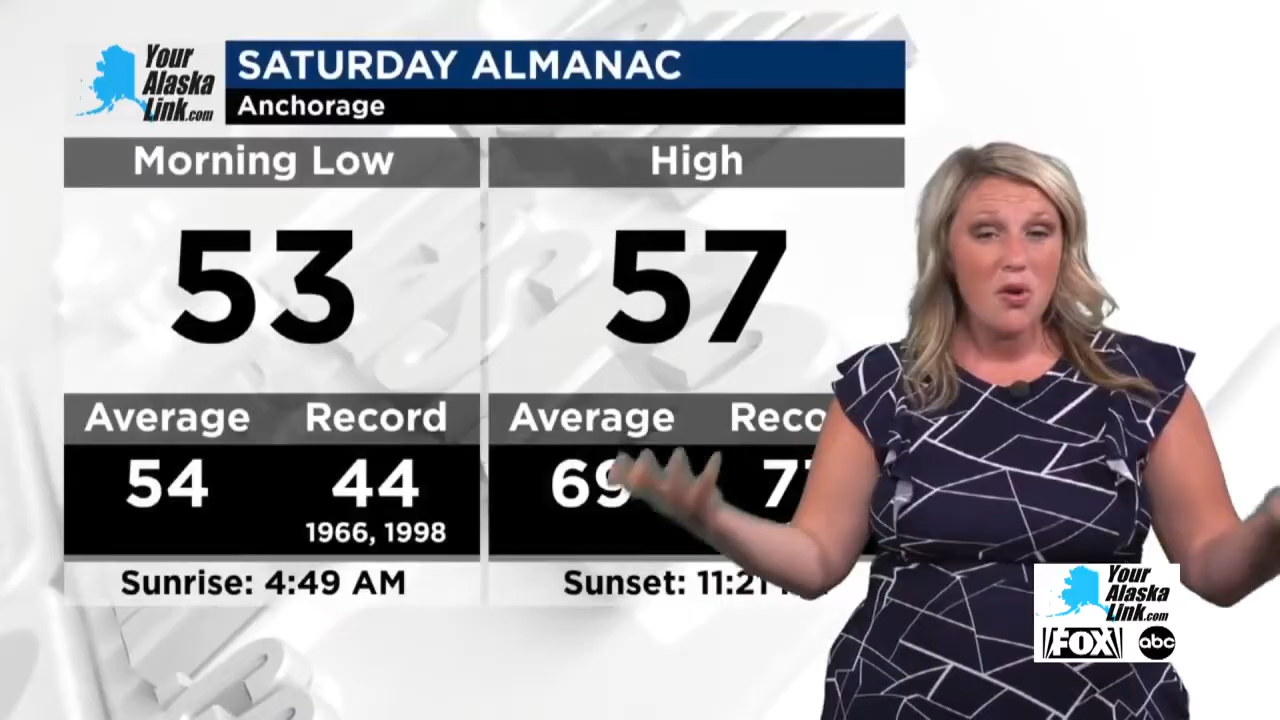 Your
Alaska
Link.com
SATURDAY ALMANAC
Anchorage
Morning Low
High
53
57
Average
Record
Average
54
44
1966, 1998
Sunrise: 4:49 AM
Sunset:
Your
Alaska
Link.com
FOX
abc